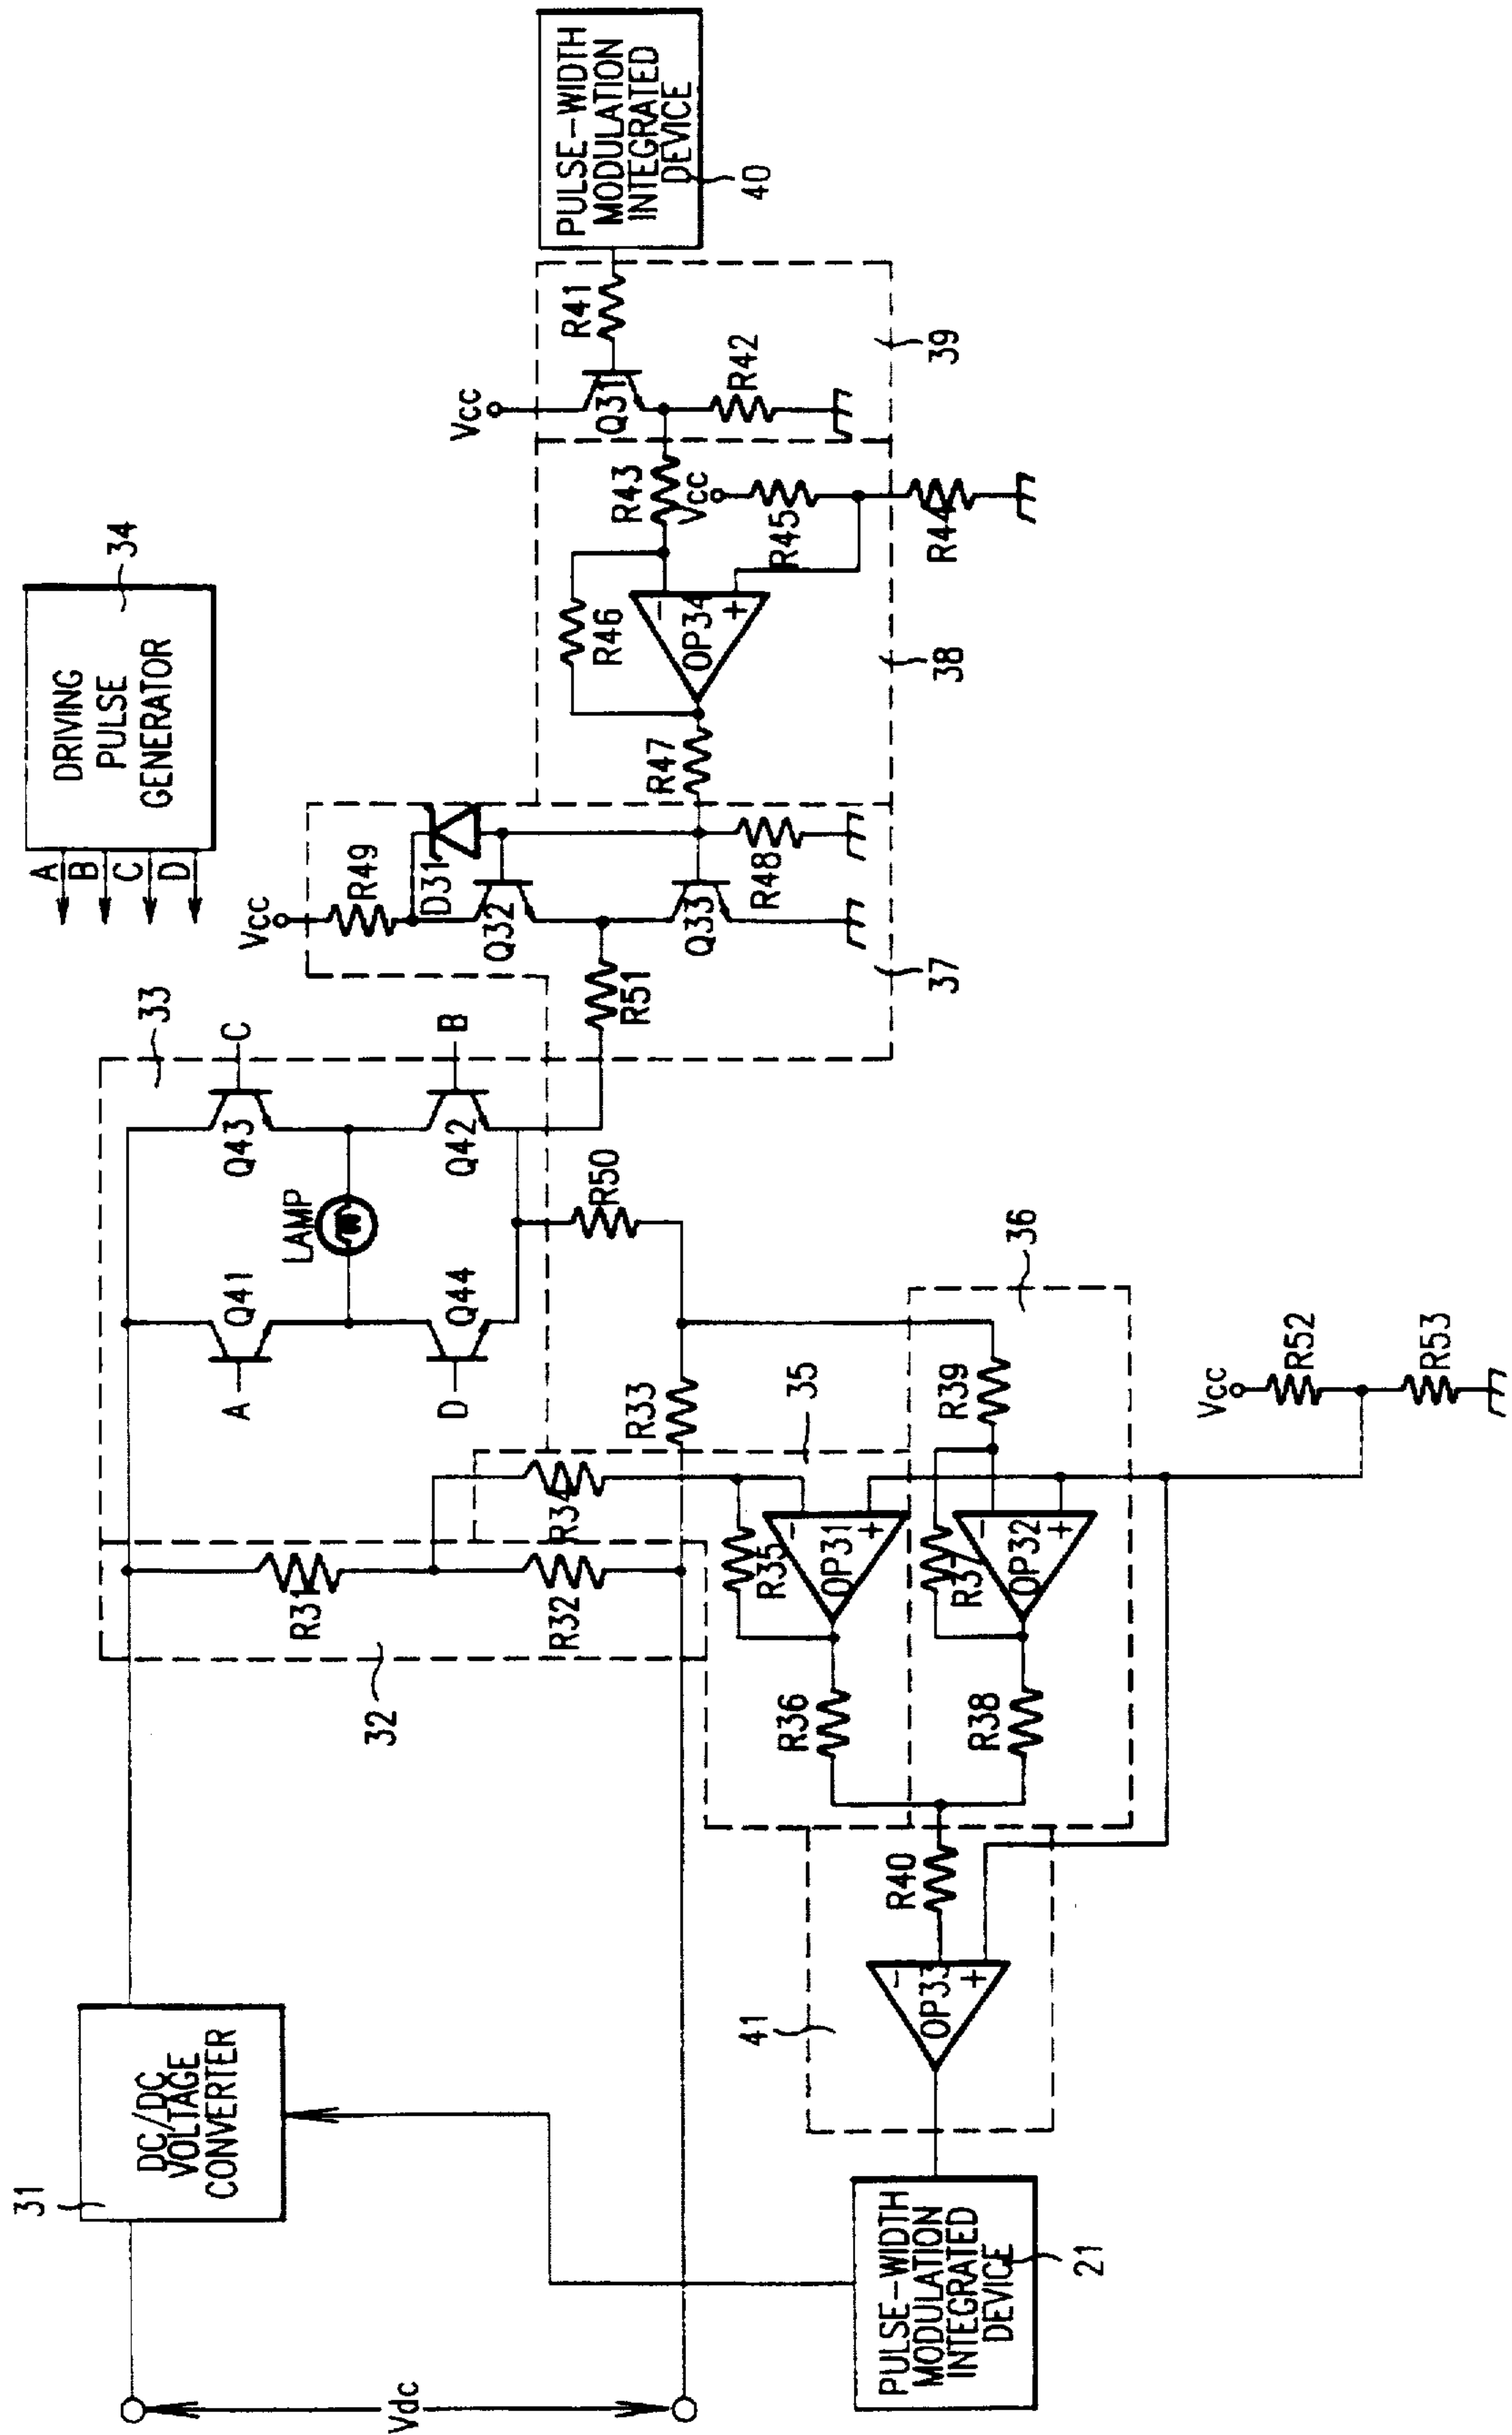 31
DC/DC
VOLTAGE
CONVERTER
Vdc
PULSE-WIDTH
MODULATION
INTEGRATED
DEVICE
21
41
OP33
-
+
R40
32
R31
R32
R34
R33
35
R35
OP31
-
+
R36
36
R39
R37
OP32
-
+
R38
Vcc
R52
R53
33
A
Q41
C
Q43
LAMP
D
Q44
B
Q42
R50
DRIVING
PULSE
GENERATOR
34
A
B
C
D
Vcc
R49
D31
Q32
Q33
R48
R51
37
R47
R46
OP34
-
+
R43
Vcc
R45
R44
38
Vcc
Q31
R41
R42
39
PULSE-WIDTH
MODULATION
INTEGRATED
DEVICE
40